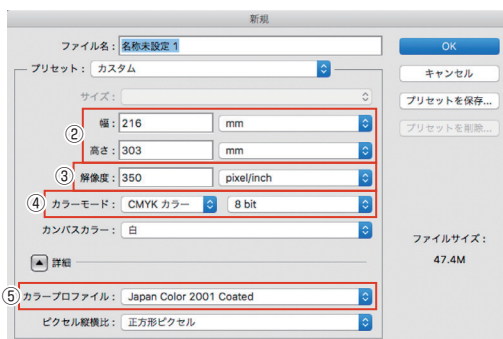 新規
ファイル名： 名称未設定 1
OK
プリセット： カスタム
キャンセル
サイズ：
プリセットを保存...
② 幅： 216 mm
プリセットを削除...
高さ： 303 mm
③ 解像度： 350 pixel/inch
④ カラーモード： CMYK カラー 8 bit
カンバスカラー： 白
ファイルサイズ：
47.4M
詳細
⑤ カラープロファイル： Japan Color 2001 Coated
ピクセル縦横比： 正方形ピクセル